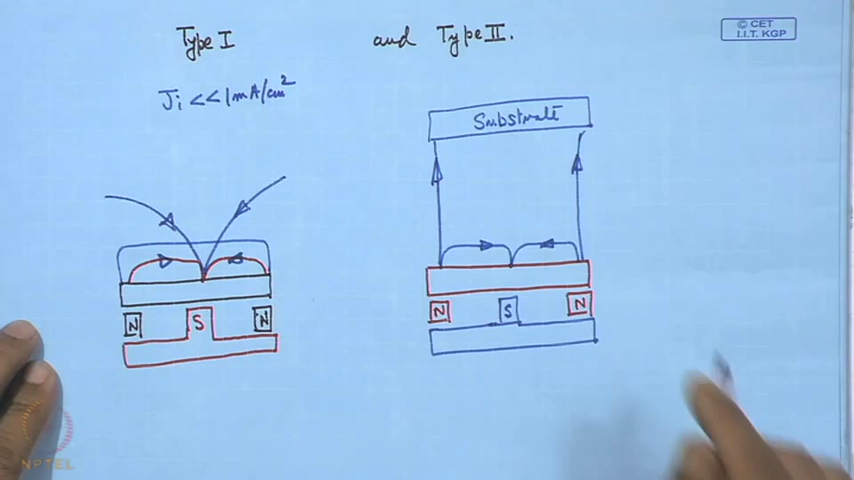 Type I and Type II.
© CET
I.I.T. KGP
Ji << 1mA/cm²
Substrate
N S N
N S N
NPTEL